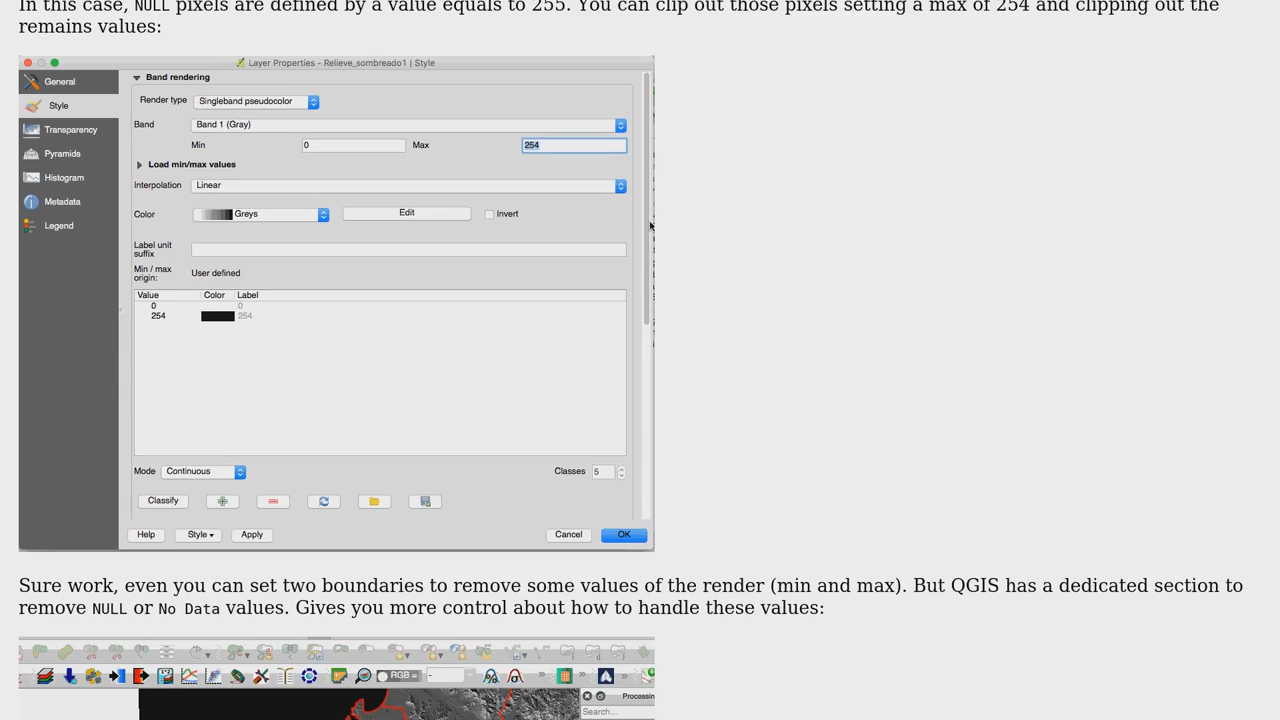 In this case, NULL pixels are defined by a value equals to 255. You can clip out those pixels setting a max of 254 and clipping out the
remains values:
Layer Properties - Relieve_sombreado1 | Style
General
Style
Transparency
Pyramids
Histogram
Metadata
Legend
Band rendering
Render type Singleband pseudocolor
Band Band 1 (Gray)
Min 0 Max 254
Load min/max values
Interpolation Linear
Color Greys Edit Invert
Label unit
suffix
Min / max
origin: User defined
Value Color Label
0 0
254 254
Mode Continuous Classes 5
Classify
Help Style Apply Cancel OK
Sure work, even you can set two boundaries to remove some values of the render (min and max). But QGIS has a dedicated section to
remove NULL or No Data values. Gives you more control about how to handle these values:
RGB = -
Processin
Search...